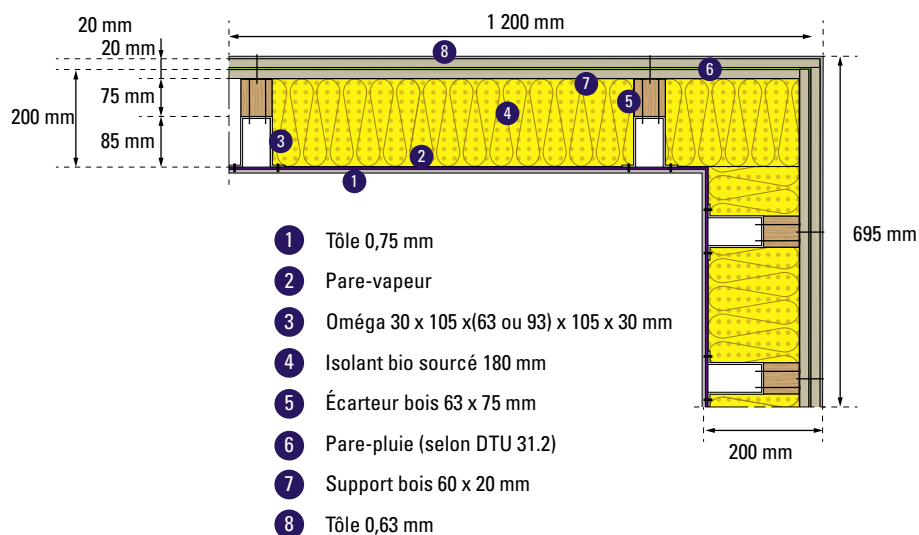 20 mm
1 200 mm
20 mm
8
6
7
75 mm
5
200 mm
4
85 mm
3
2
1
695 mm
1 Tôle 0,75 mm
2 Pare-vapeur
3 Oméga 30 x 105 x(63 ou 93) x 105 x 30 mm
4 Isolant bio sourcé 180 mm
5 Écarteur bois 63 x 75 mm
6 Pare-pluie (selon DTU 31.2)
200 mm
7 Support bois 60 x 20 mm
8 Tôle 0,63 mm